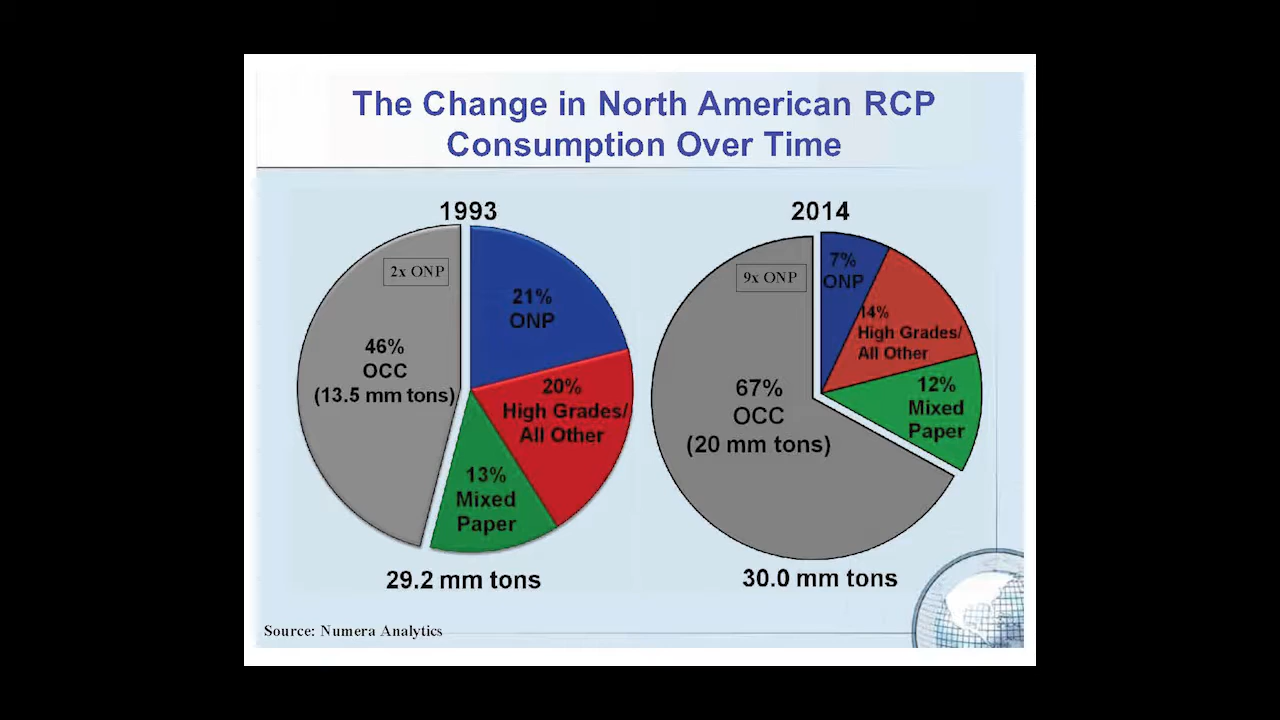 The Change in North American RCP
Consumption Over Time
1993
2x ONP
21%
ONP
46%
OCC
(13.5 mm tons)
20%
High Grades/
All Other
13%
Mixed
Paper
29.2 mm tons
2014
9x ONP
7%
ONP
14%
High Grades/
All Other
67%
OCC
(20 mm tons)
12%
Mixed
Paper
30.0 mm tons
Source: Numera Analytics